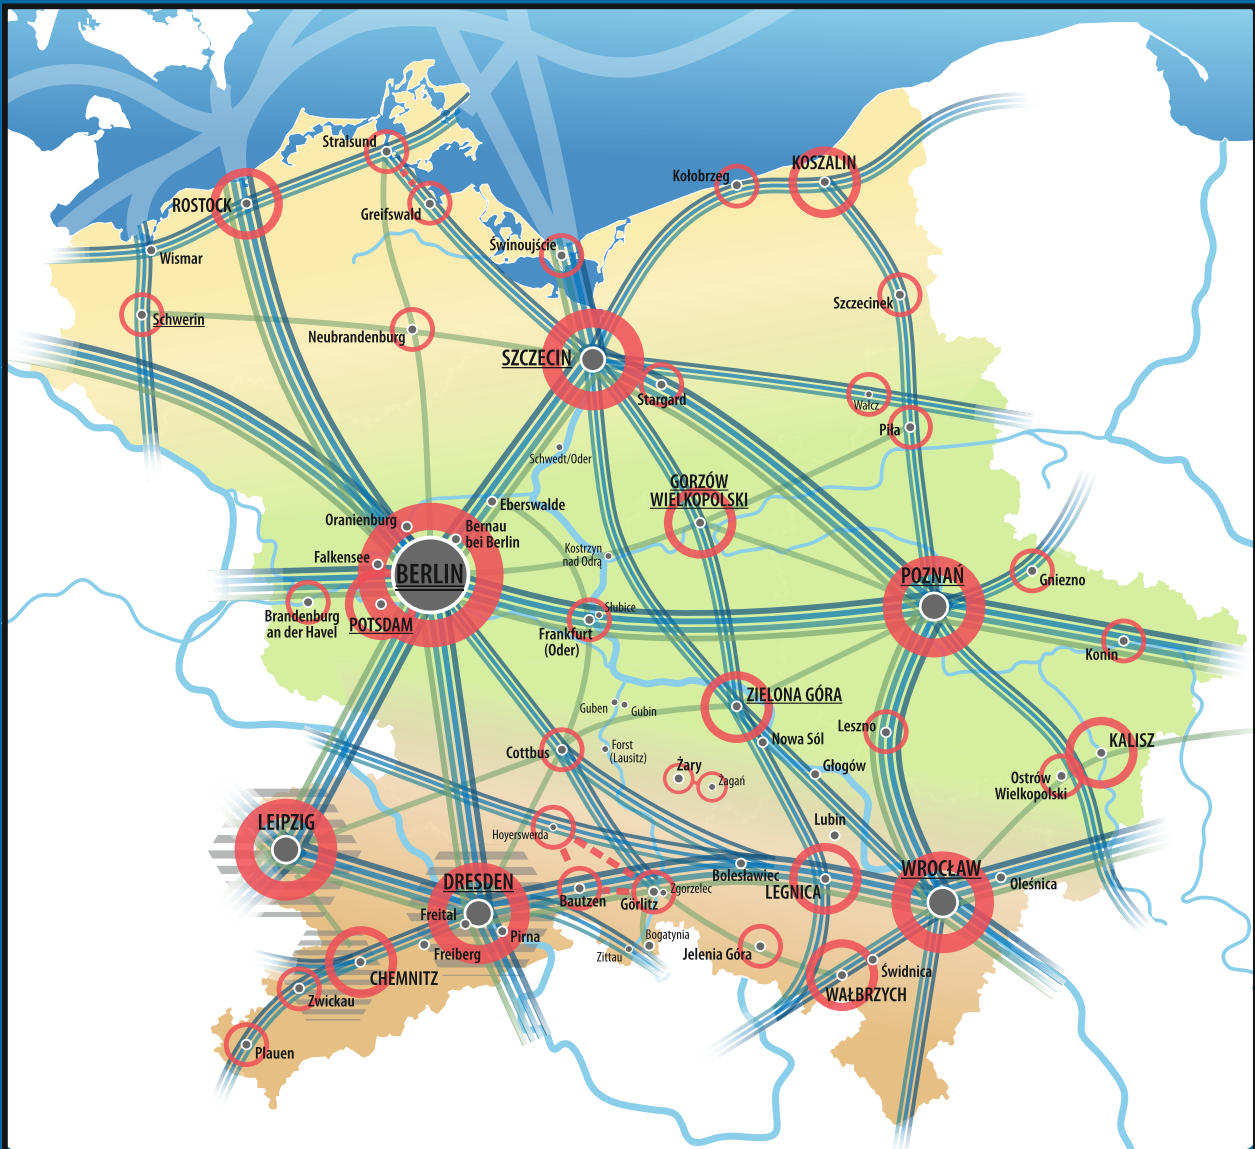 Stralsund
Kołobrzeg
KOSZALIN
ROSTOCK
Greifswald
Świnoujście
Wismar
Szczecinek
Schwerin
Neubrandenburg
SZCZECIN
Stargard
Wałcz
Piła
Schwedt/Oder
GORZÓW
WIELKOPOLSKI
Eberswalde
Oranienburg
Bernau
bei Berlin
Falkensee
Kostrzyn
nad Odrą
BERLIN
POZNAŃ
Gniezno
Brandenburg
an der Havel
POTSDAM
Słubice
Frankfurt
(Oder)
Konin
ZIELONA GÓRA
Guben
Gubin
Leszno
Nowa Sól
KALISZ
Cottbus
Forst
(Lausitz)
Żary
Żagań
Głogów
Ostrów
Wielkopolski
LEIPZIG
Hoyerswerda
Lubin
Bolesławiec
WROCŁAW
DRESDEN
Bautzen
Görlitz
Zgorzelec
LEGNICA
Oleśnica
Freital
Pirna
Freiberg
Zittau
Bogatynia
Jelenia Góra
Świdnica
CHEMNITZ
WAŁBRZYCH
Zwickau
Plauen